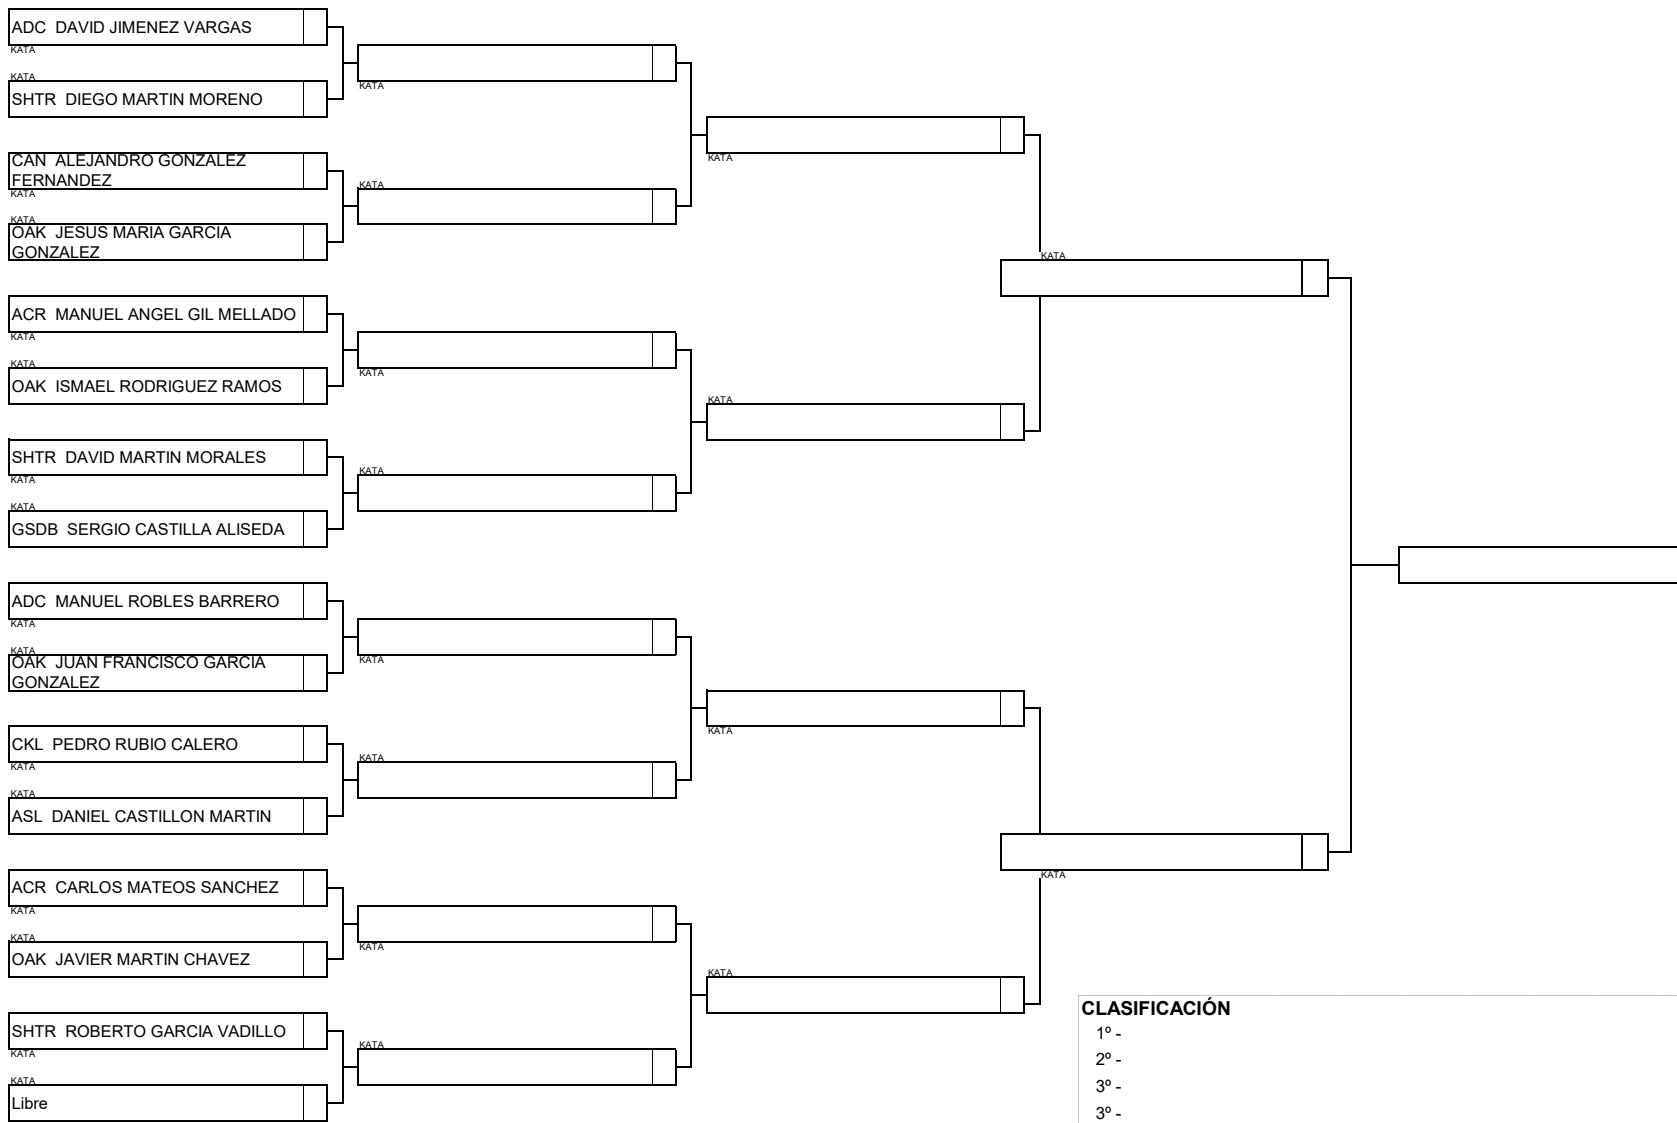 ADC DAVID JIMENEZ VARGAS
KATA
KATA
SHTR DIEGO MARTIN MORENO
CAN ALEJANDRO GONZALEZ
FERNANDEZ
KATA
KATA
OAK JESUS MARIA GARCIA
GONZALEZ
ACR MANUEL ANGEL GIL MELLADO
KATA
KATA
OAK ISMAEL RODRIGUEZ RAMOS
SHTR DAVID MARTIN MORALES
KATA
KATA
GSDB SERGIO CASTILLA ALISEDA
ADC MANUEL ROBLES BARRERO
KATA
KATA
OAK JUAN FRANCISCO GARCIA
GONZALEZ
CKL PEDRO RUBIO CALERO
KATA
KATA
ASL DANIEL CASTILLON MARTIN
ACR CARLOS MATEOS SANCHEZ
KATA
KATA
OAK JAVIER MARTIN CHAVEZ
SHTR ROBERTO GARCIA VADILLO
KATA
KATA
Libre
KATA
KATA
KATA
KATA
KATA
KATA
KATA
KATA
KATA
KATA
KATA
KATA
KATA
KATA
CLASIFICACIÓN
1º -
2º -
3º -
3º -